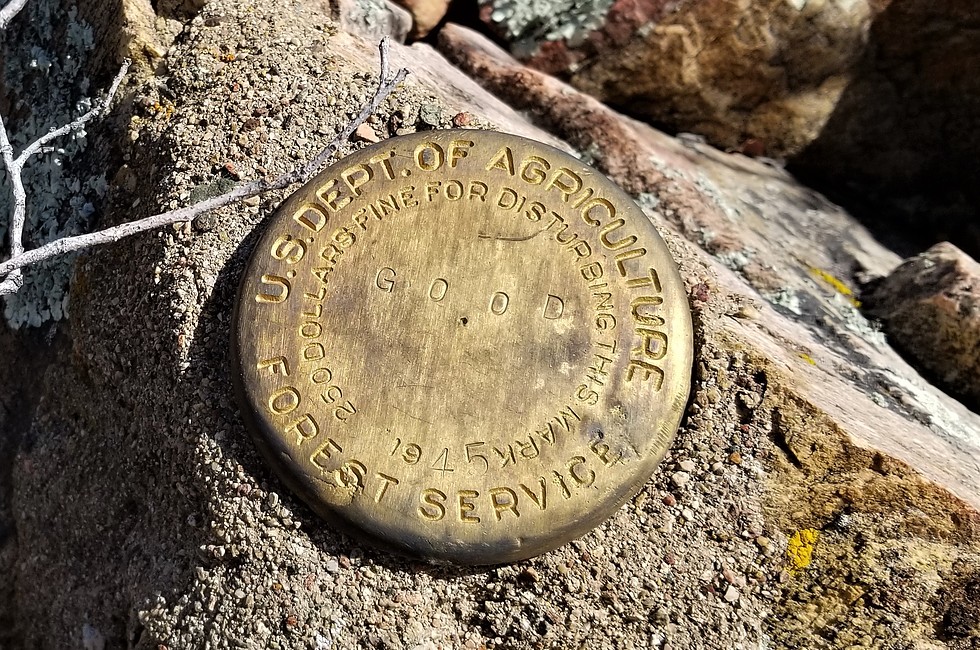 U.S. DEPT. OF AGRICULTURE
250 DOLLARS FINE FOR DISTURBING THIS MARK
GOOD
1945
FOREST SERVICE